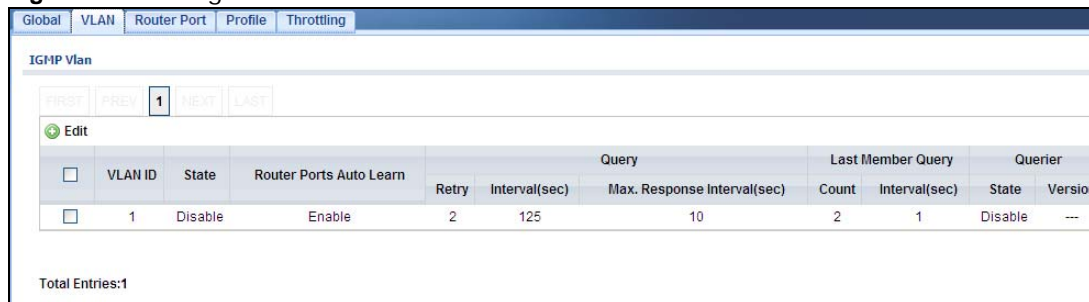 Global VLAN Router Port Profile Throttling
IGMP Vlan
FIRST PREV 1 NEXT LAST
Edit
Query Last Member Query Querier
VLAN ID State Router Ports Auto Learn
Retry Interval(sec) Max. Response Interval(sec) Count Interval(sec) State Versio
1 Disable Enable 2 125 10 2 1 Disable ---
Total Entries:1